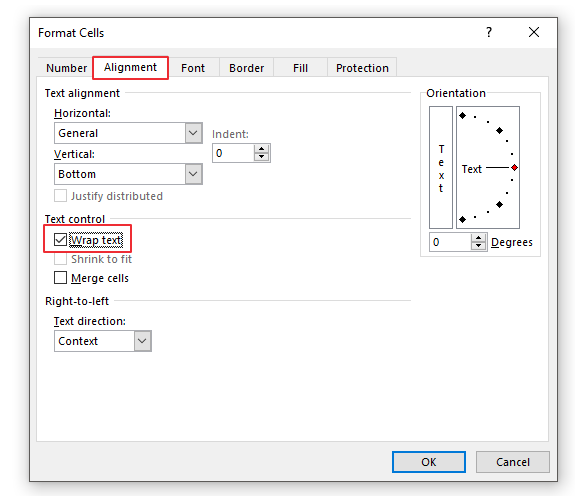 Format Cells ? ×
Number Alignment Font Border Fill Protection
Text alignment
Horizontal:
General
Indent:
0
Vertical:
Bottom
Justify distributed
Text control
Wrap text
Shrink to fit
Merge cells
Right-to-left
Text direction:
Context
Orientation
T
e
x
t
Text
0 Degrees
OK Cancel